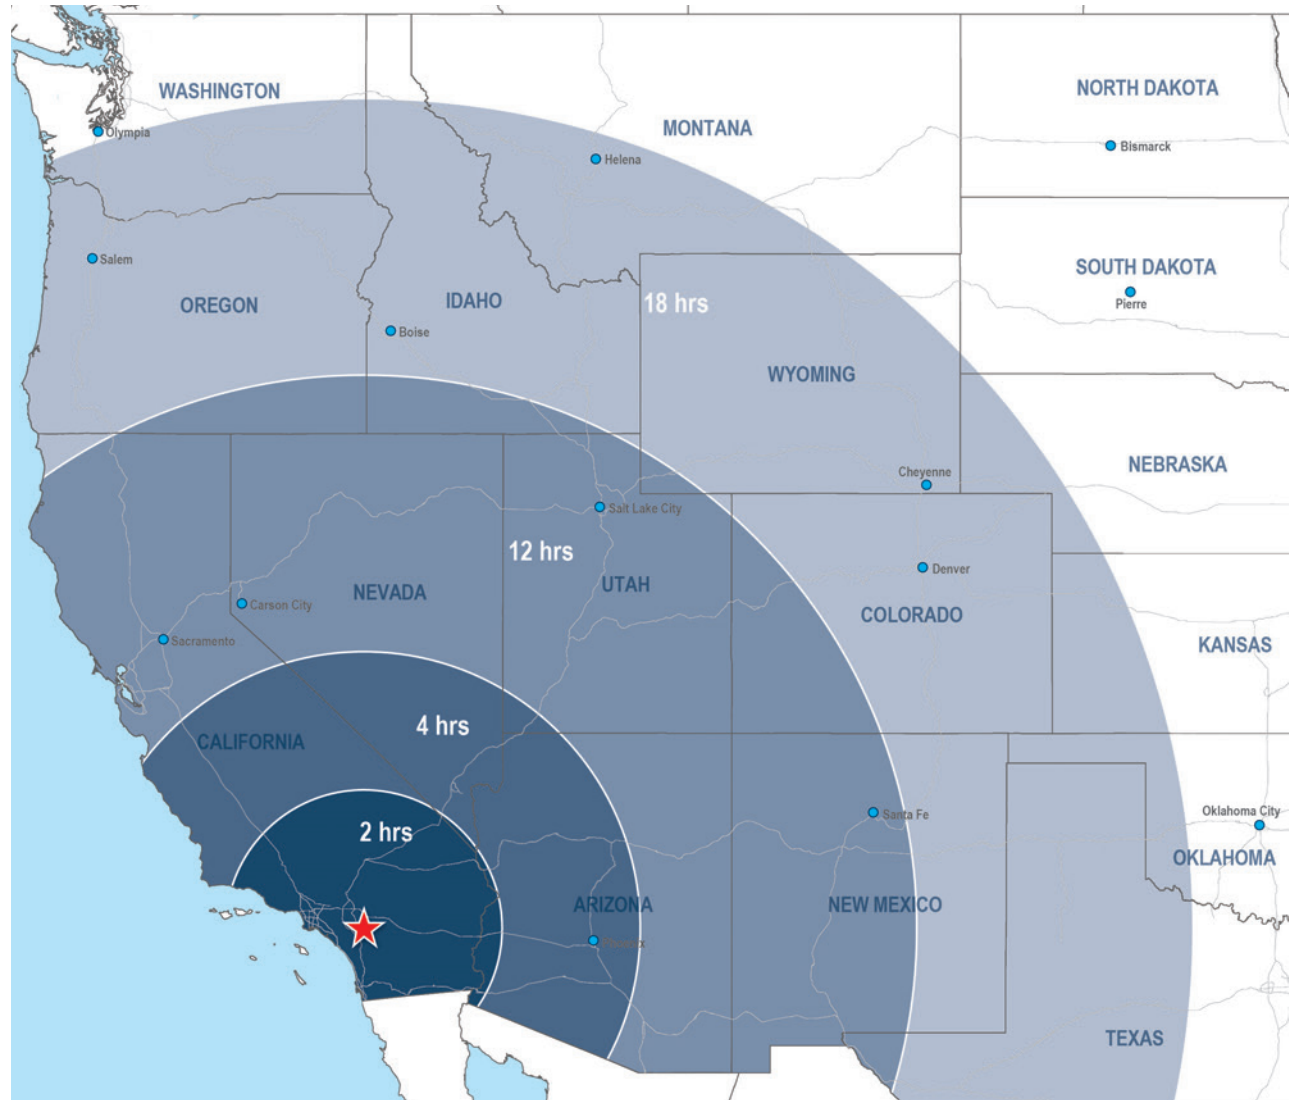 WASHINGTON
NORTH DAKOTA
MONTANA
Olympia
Bismarck
Helena
Salem
SOUTH DAKOTA
Pierre
IDAHO
18 hrs
OREGON
Boise
WYOMING
NEBRASKA
Cheyenne
Salt Lake City
12 hrs
Denver
UTAH
NEVADA
Carson City
COLORADO
Sacramento
KANSAS
4 hrs
CALIFORNIA
Oklahoma City
Santa Fe
2 hrs
OKLAHOMA
ARIZONA
NEW MEXICO
Phoenix
TEXAS